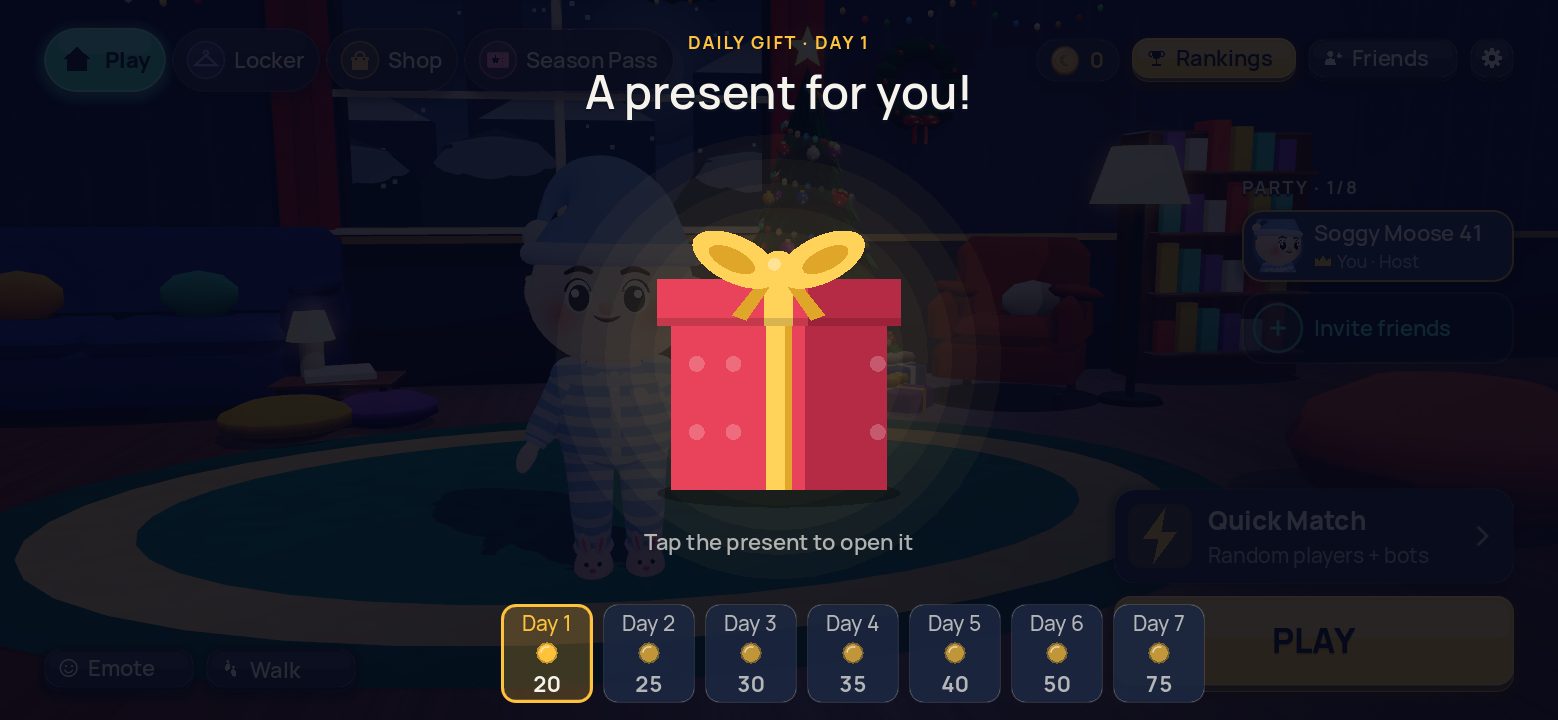 DAILY GIFT · DAY 1
A present for you!
Play
Locker
Shop
Season Pass
0
Rankings
Friends
PARTY · 1/8
Soggy Moose 41
You · Host
Invite friends
Tap the present to open it
Quick Match
Random players + bots
PLAY
Emote
Walk
Day 1
20
Day 2
25
Day 3
30
Day 4
35
Day 5
40
Day 6
50
Day 7
75